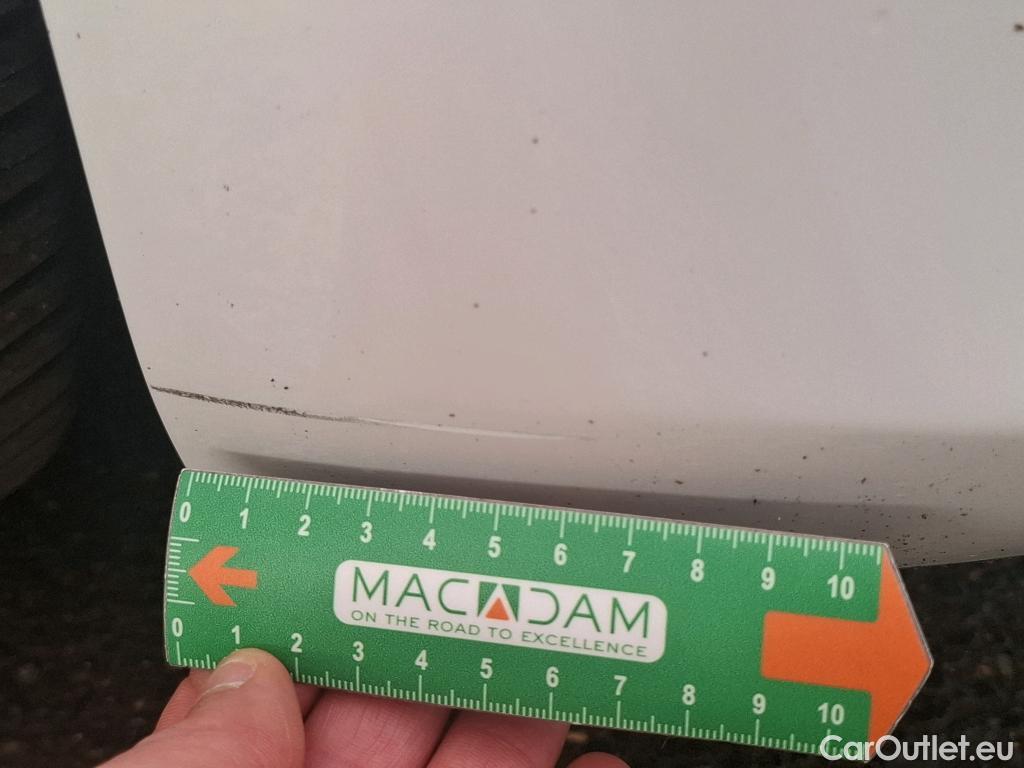 0 1 2 3 4 5 6 7 8 9 10
MACADAM
ON THE ROAD TO EXCELLENCE
0 1 2 3 4 5 6 7 8 9 10
CarOutlet.eu